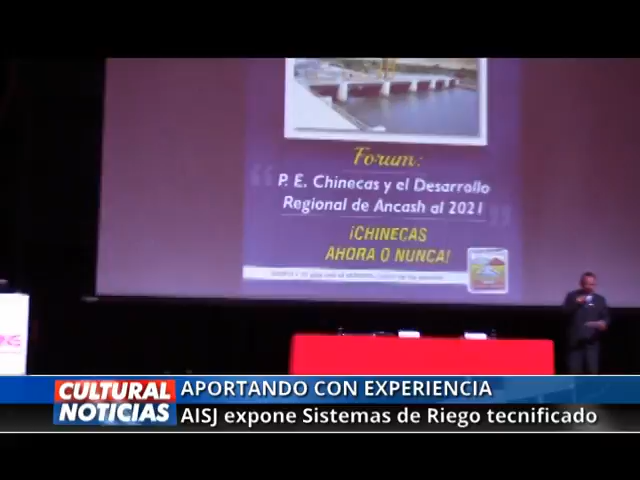 Forum:
“P. E. Chinecas y el Desarrollo
Regional de Ancash al 2021”
¡CHINECAS
AHORA O NUNCA!
CULTURAL
NOTICIAS
APORTANDO CON EXPERIENCIA
AISJ expone Sistemas de Riego tecnificado